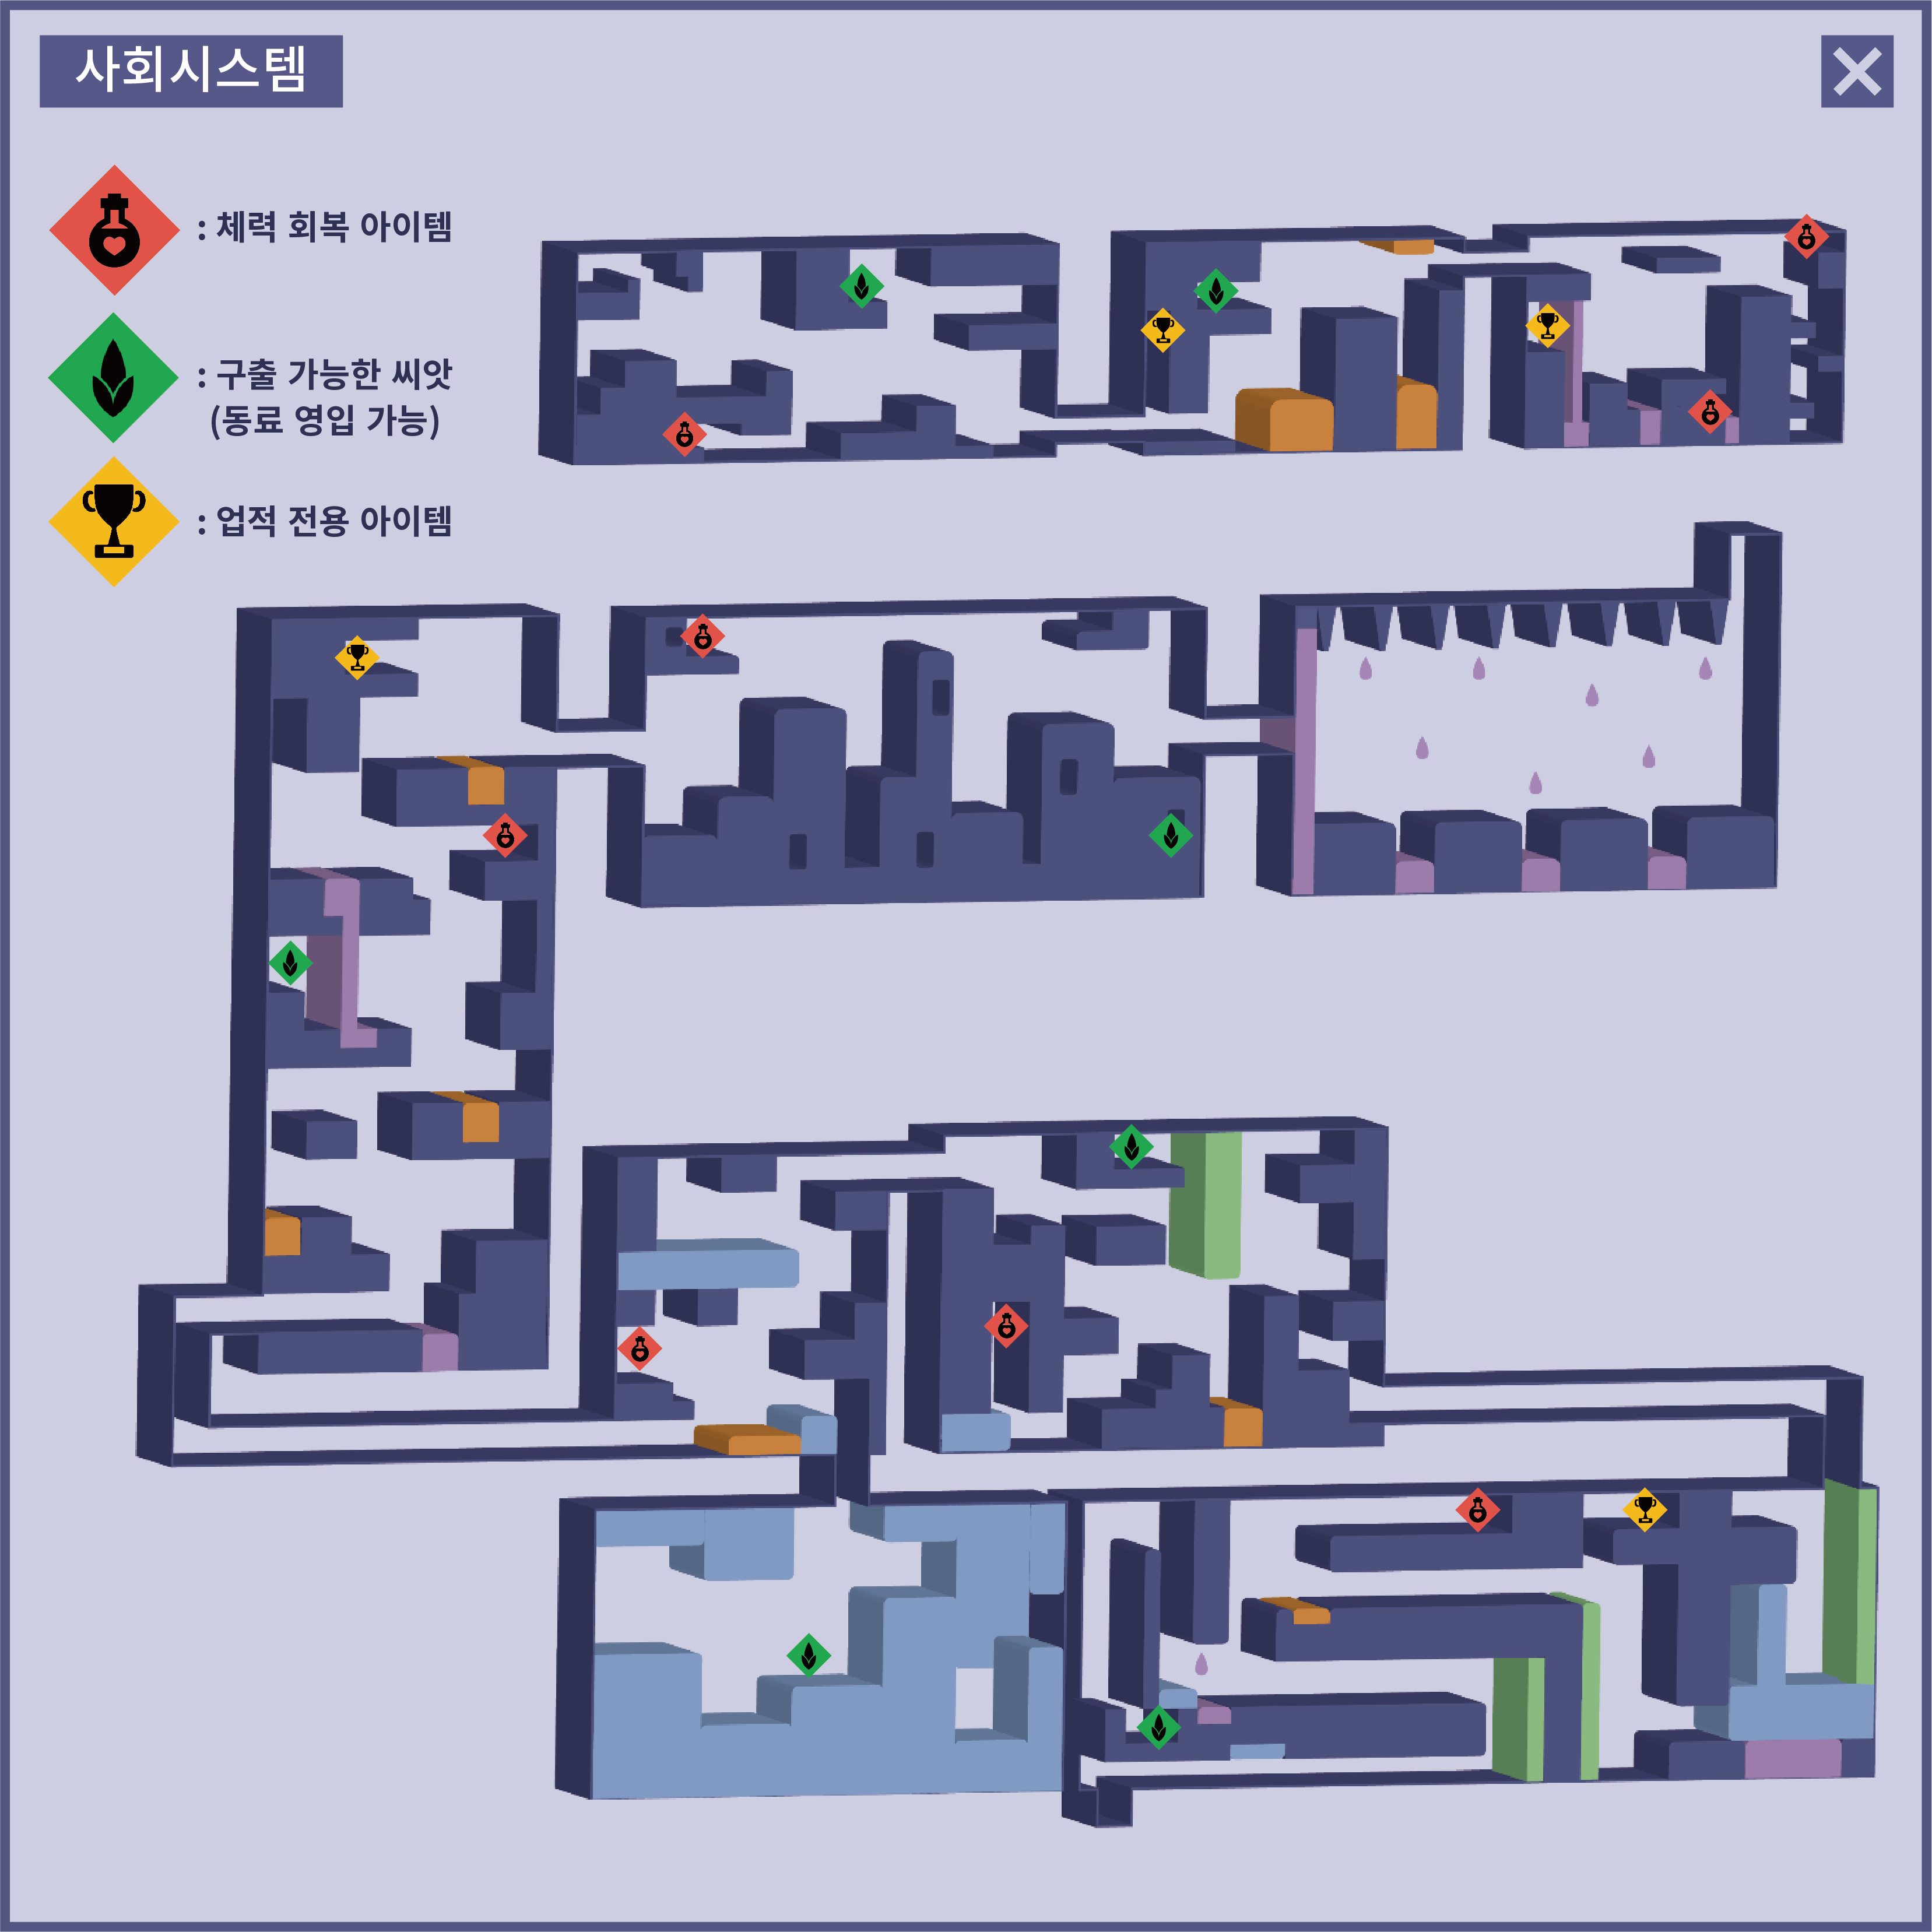 사회시스템
: 체력 회복 아이템
: 구출 가능한 씨앗
(동료 영입 가능)
: 업적 전용 아이템